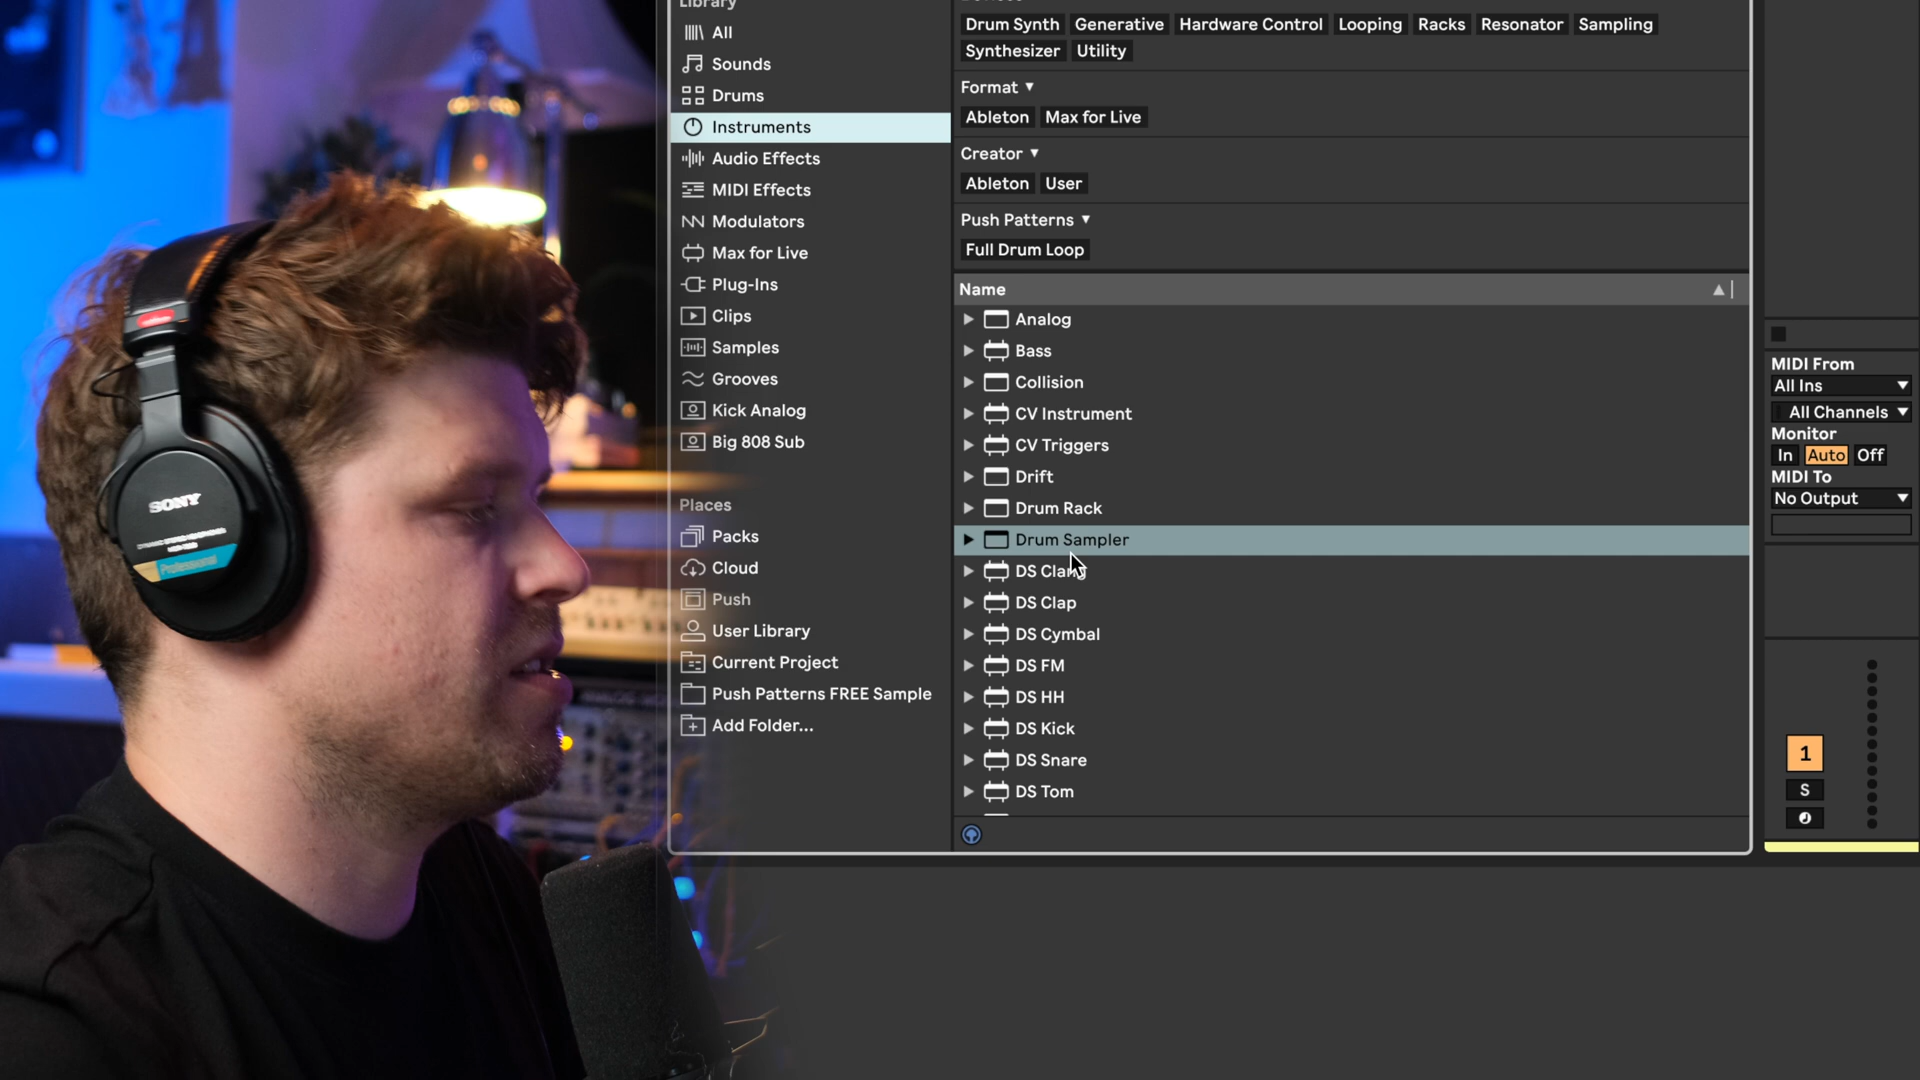 Library
All
Sounds
Drums
Instruments
Audio Effects
MIDI Effects
Modulators
Max for Live
Plug-Ins
Clips
Samples
Grooves
Kick Analog
Big 808 Sub
Places
Packs
Cloud
Push
User Library
Current Project
Push Patterns FREE Sample
Add Folder...
Drum Synth Generative Hardware Control Looping Racks Resonator Sampling
Synthesizer Utility
Format
Ableton Max for Live
Creator
Ableton User
Push Patterns
Full Drum Loop
Name
Analog
Bass
Collision
CV Instrument
CV Triggers
Drift
Drum Rack
Drum Sampler
DS Clang
DS Clap
DS Cymbal
DS FM
DS HH
DS Kick
DS Snare
DS Tom
MIDI From
All Ins
All Channels
Monitor
In Auto Off
MIDI To
No Output
1
S
SONY
Professional